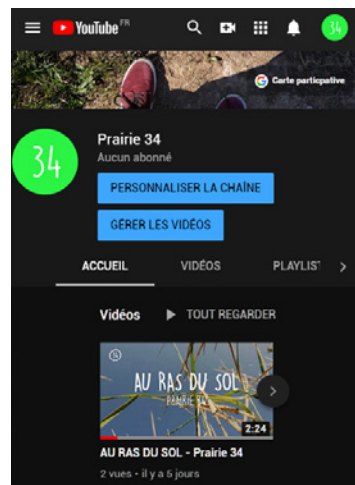 YouTube FR
34
Carte particpative
34
Prairie 34
Aucun abonné
PERSONNALISER LA CHAÎNE
GÉRER LES VIDÉOS
ACCUEIL VIDÉOS PLAYLIST
Vidéos TOUT REGARDER
AU RAS DU SOL
PRAIRIE 34
2:24
AU RAS DU SOL - Prairie 34
2 vues • il y a 5 jours